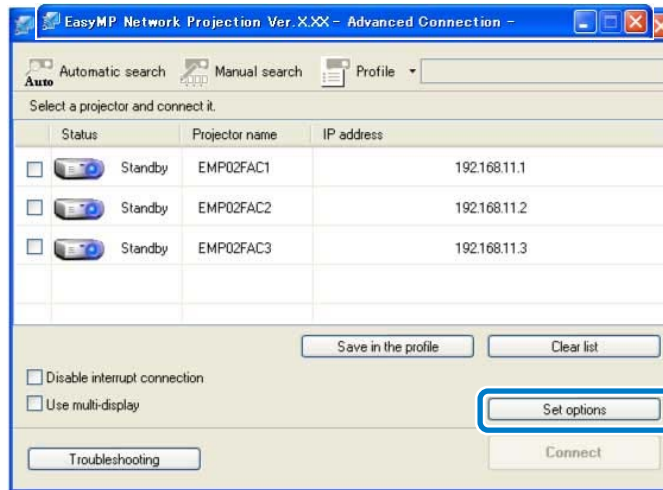 EasyMP Network Projection Ver.X.XX - Advanced Connection -
Auto Automatic search Manual search Profile
Select a projector and connect it.
Status Projector name IP address
Standby EMP02FAC1 192.168.11.1
Standby EMP02FAC2 192.168.11.2
Standby EMP02FAC3 192.168.11.3
Save in the profile Clear list
Disable interrupt connection
Use multi-display
Set options
Troubleshooting Connect